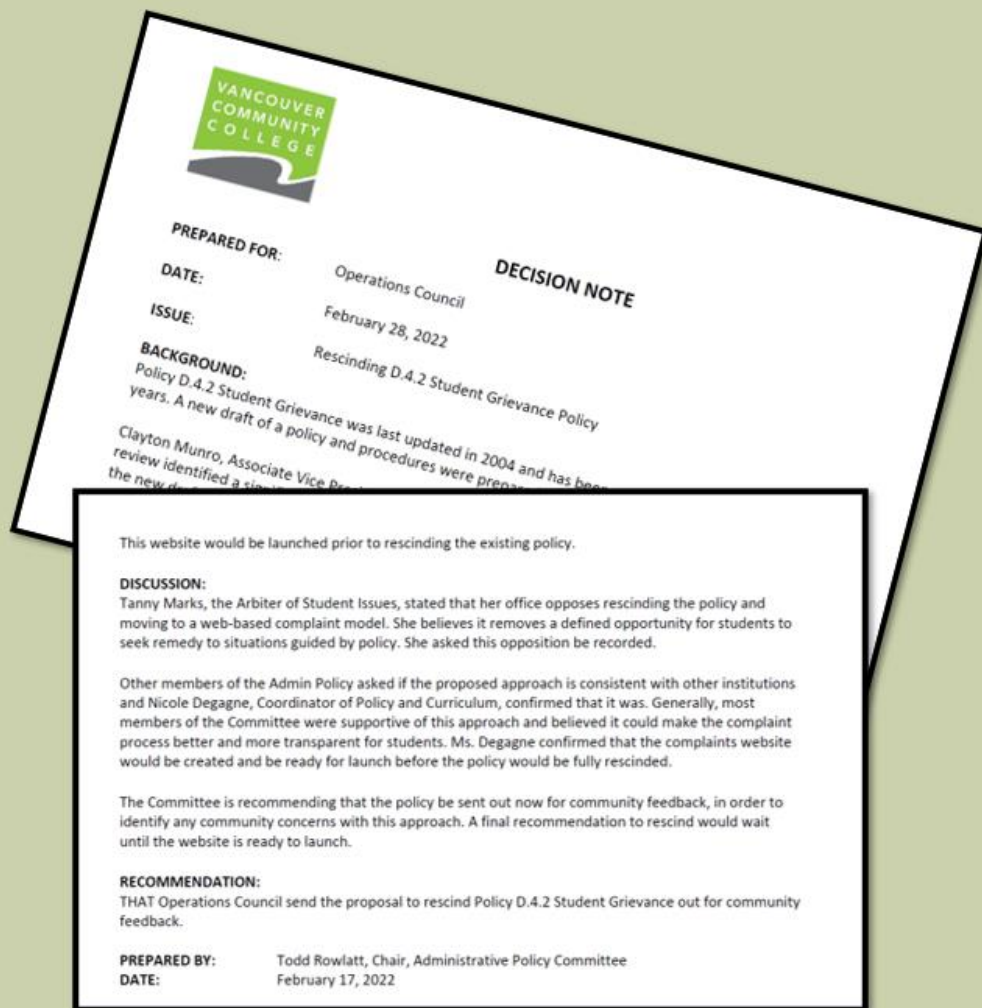 VANCOUVER
COMMUNITY
COLLEGE
DECISION NOTE
PREPARED FOR: Operations Council
DATE: February 28, 2022
ISSUE: Rescinding D.4.2 Student Grievance Policy
BACKGROUND:
Policy D.4.2 Student Grievance was last updated in 2004 and has been
years. A new draft of a policy and procedures were
Clayton Munro, Associate Vice
review identified a
the new
This website would be launched prior to rescinding the existing policy.
DISCUSSION:
Tanny Marks, the Arbiter of Student Issues, stated that her office opposes rescinding the policy and
moving to a web-based complaint model. She believes it removes a defined opportunity for students to
seek remedy to situations guided by policy. She asked this opposition be recorded.
Other members of the Admin Policy asked if the proposed approach is consistent with other institutions
and Nicole Degagne, Coordinator of Policy and Curriculum, confirmed that it was. Generally, most
members of the Committee were supportive of this approach and believed it could make the complaint
process better and more transparent for students. Ms. Degagne confirmed that the complaints website
would be created and be ready for launch before the policy would be fully rescinded.
The Committee is recommending that the policy be sent out now for community feedback, in order to
identify any community concerns with this approach. A final recommendation to rescind would wait
until the website is ready to launch.
RECOMMENDATION:
THAT Operations Council send the proposal to rescind Policy D.4.2 Student Grievance out for community
feedback.
PREPARED BY: Todd Rowlatt, Chair, Administrative Policy Committee
DATE: February 17, 2022